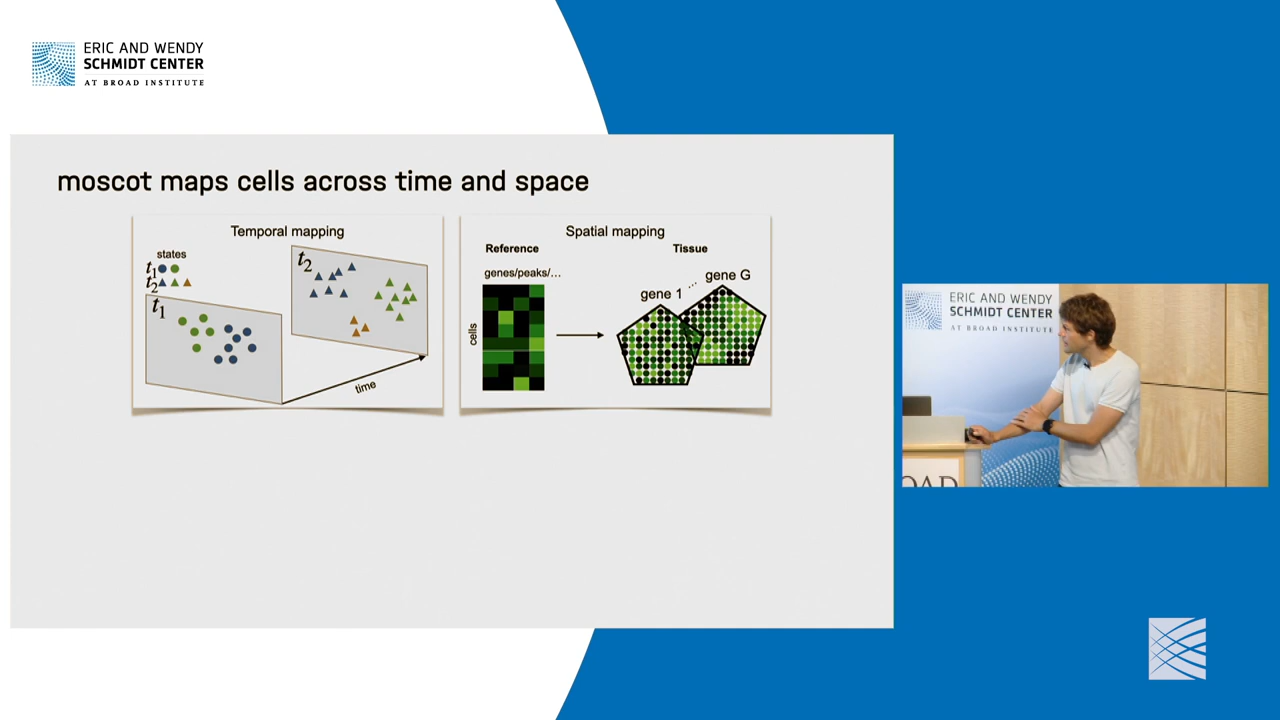 ERIC AND WENDY
SCHMIDT CENTER
AT BROAD INSTITUTE
moscot maps cells across time and space
Temporal mapping
states
t1
t2
t1
t2
time
Spatial mapping
Reference
Tissue
genes/peaks/...
cells
gene 1
...
gene G
ERIC AND WENDY
SCHMIDT CENTER
AT BROAD INSTITUTE
OAD